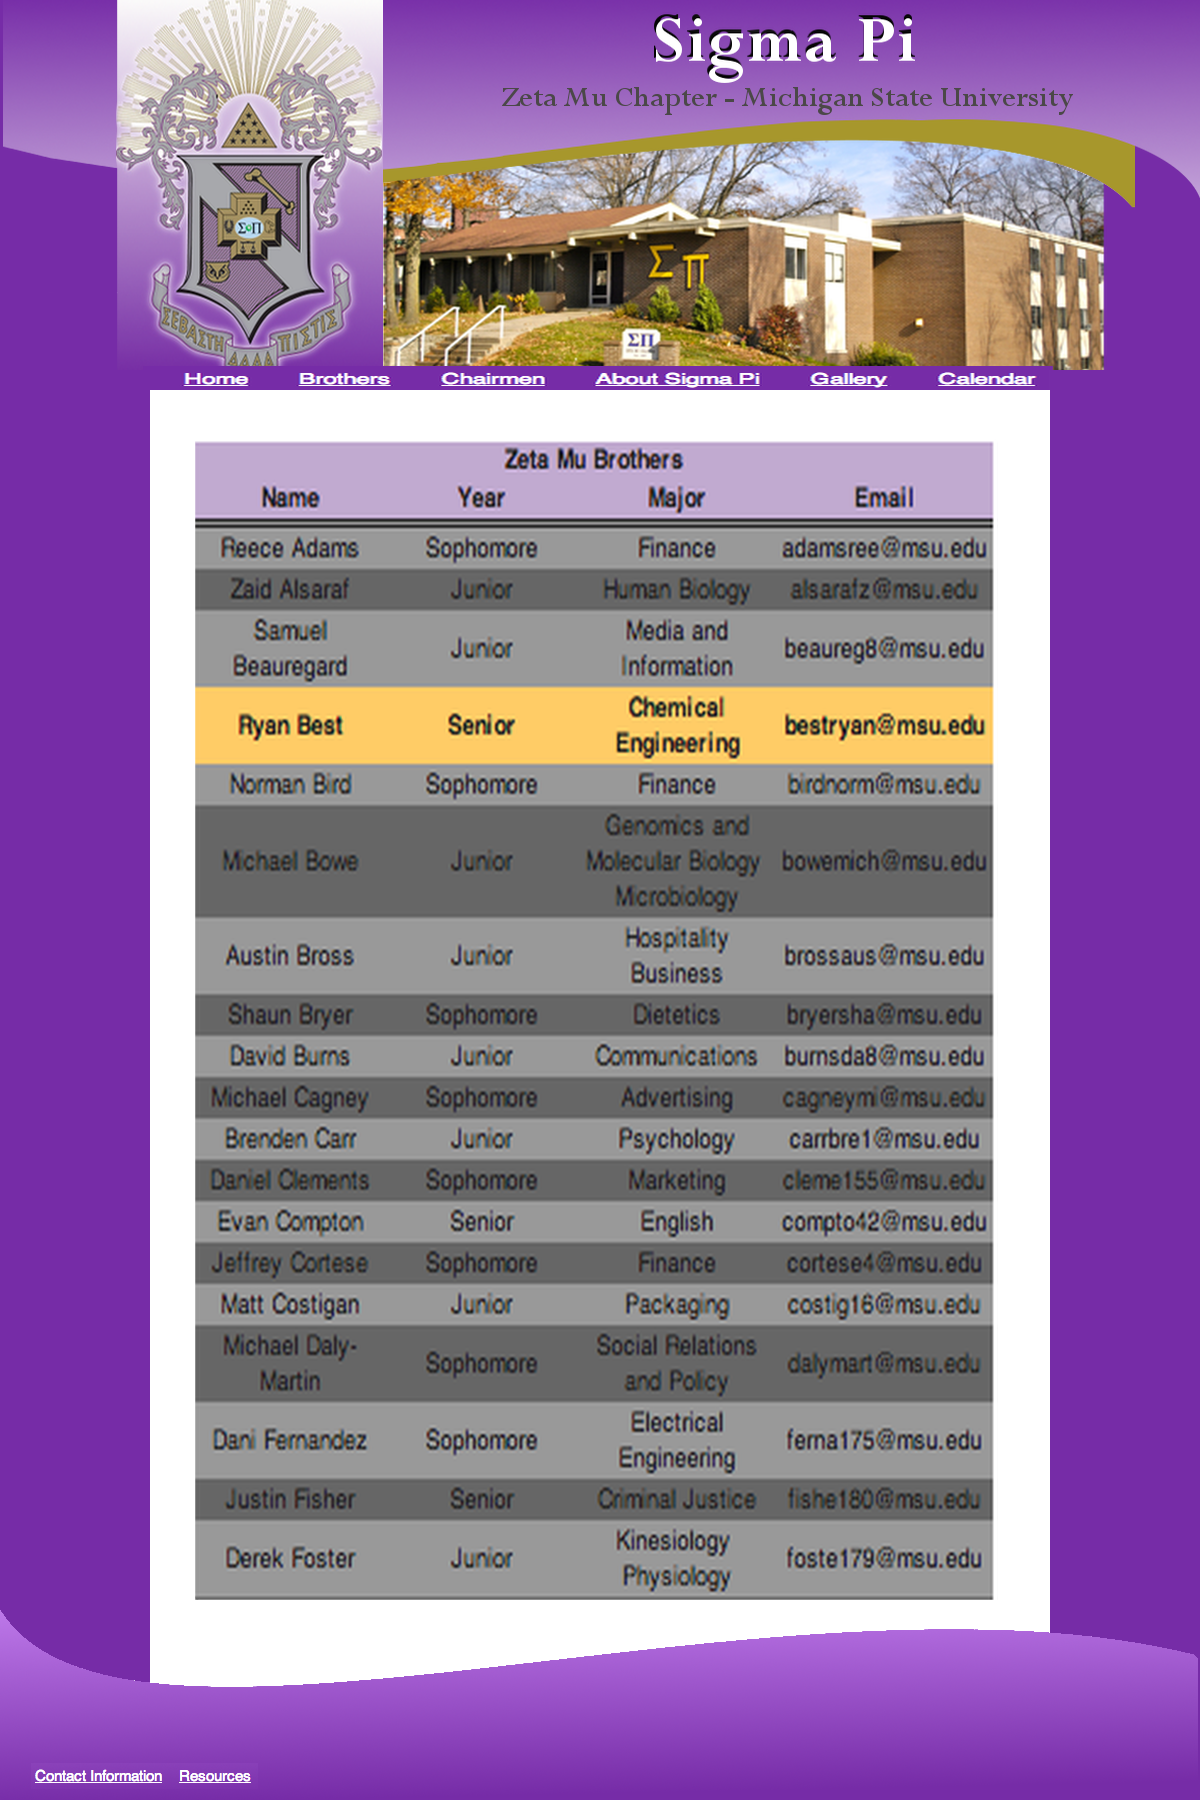 Sigma Pi
Zeta Mu Chapter - Michigan State University
ΣΠ
ΣΕΒΑΣΤΗ ΑΔΔΑ ΠΙΣΤΙΣ
Σ Π
ΣΠ
Home Brothers Chairmen About Sigma Pi Gallery Calendar
Zeta Mu Brothers
Name Year Major Email
Reece Adams Sophomore Finance adamsree@msu.edu
Zaid Alsaraf Junior Human Biology alsarafz@msu.edu
Samuel Beauregard Junior Media and Information beaureg8@msu.edu
Ryan Best Senior Chemical Engineering bestryan@msu.edu
Norman Bird Sophomore Finance birdnorm@msu.edu
Michael Bowe Junior Genomics and Molecular Biology Microbiology bowemich@msu.edu
Austin Bross Junior Hospitality Business brossaus@msu.edu
Shaun Bryer Sophomore Dietetics bryersha@msu.edu
David Burns Junior Communications burnsda8@msu.edu
Michael Cagney Sophomore Advertising cagneymi@msu.edu
Brenden Carr Junior Psychology carrbre1@msu.edu
Daniel Clements Sophomore Marketing cleme155@msu.edu
Evan Compton Senior English compto42@msu.edu
Jeffrey Cortese Sophomore Finance cortese4@msu.edu
Matt Costigan Junior Packaging costig16@msu.edu
Michael Daly-Martin Sophomore Social Relations and Policy dalymart@msu.edu
Dani Fernandez Sophomore Electrical Engineering ferna175@msu.edu
Justin Fisher Senior Criminal Justice fishe180@msu.edu
Derek Foster Junior Kinesiology Physiology foste179@msu.edu
Contact Information Resources